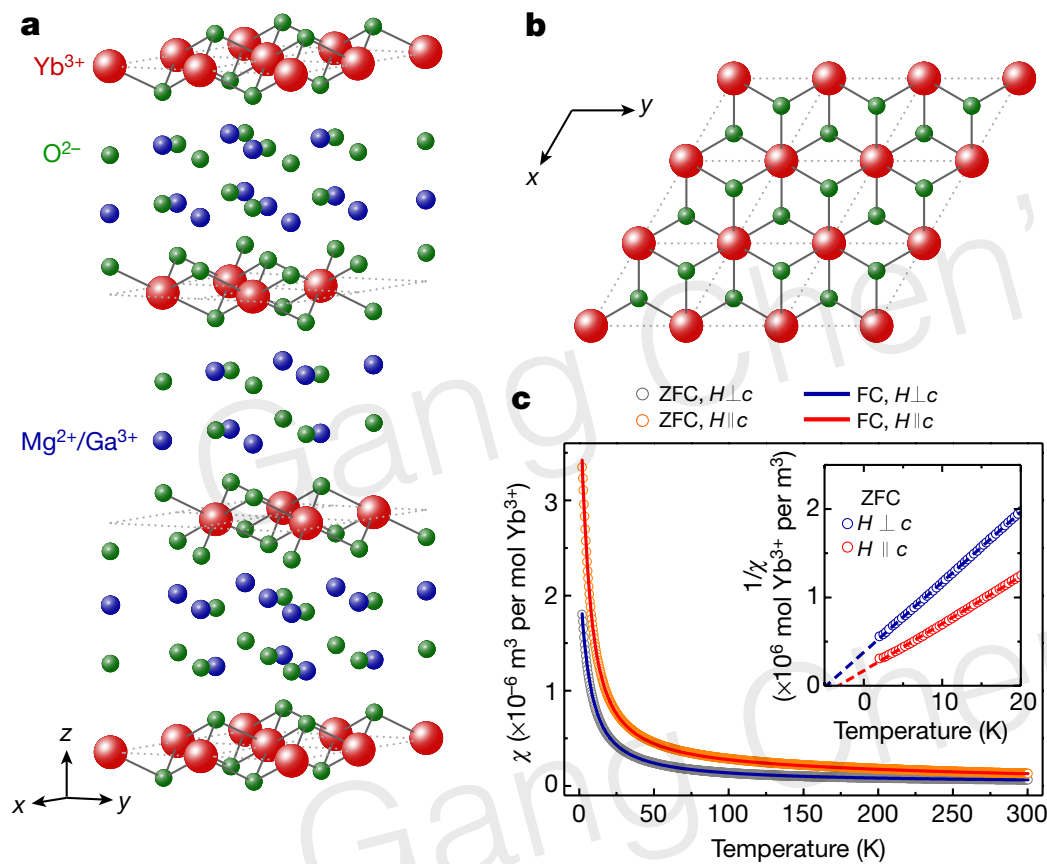 a
Yb3+
O2−
Mg2+/Ga3+
z
x
y
b
y
x
c
ZFC, H⊥c
FC, H⊥c
ZFC, H∥c
FC, H∥c
χ (×10−6 m3 per mol Yb3+)
3
2
1
0
0
50
100
150
200
250
300
Temperature (K)
1/χ
(×106 mol Yb3+ per m3)
ZFC
H ⊥ c
H ∥ c
2
1
0
0
10
20
Temperature (K)
Gang Chen'
Gang Che